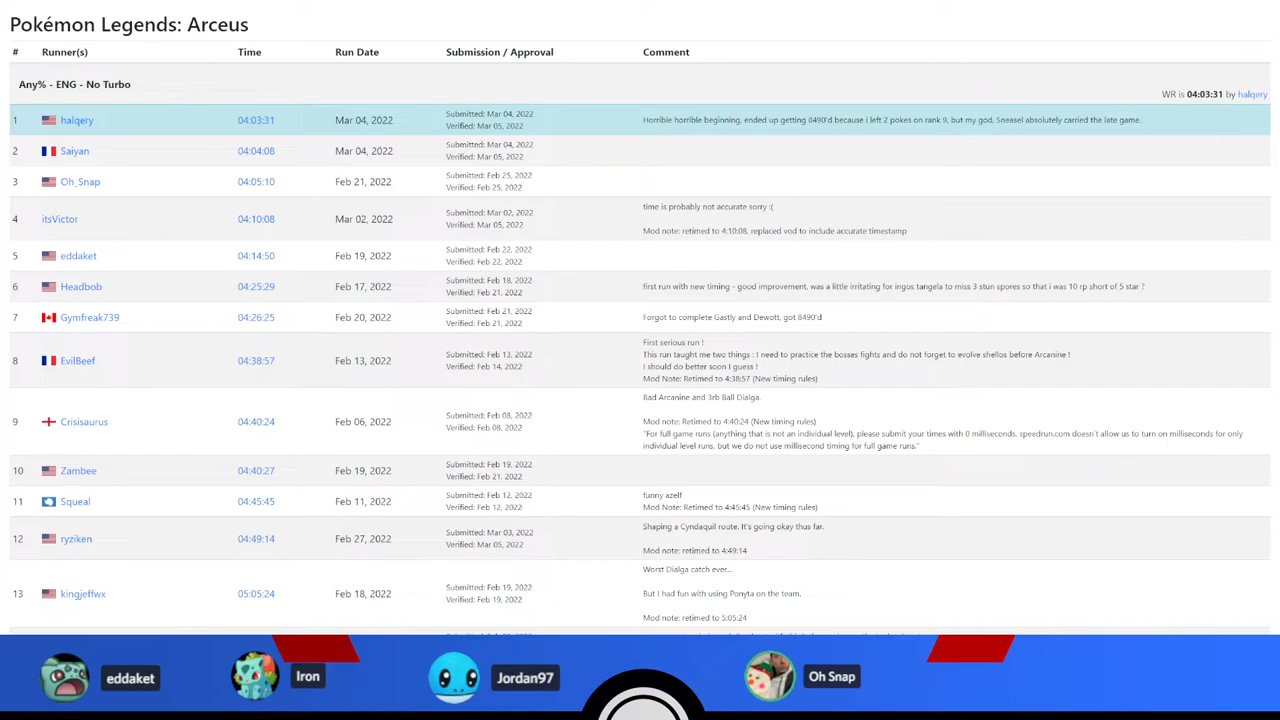 Pokémon Legends: Arceus
# Runner(s) Time Run Date Submission / Approval Comment
Any% - ENG - No Turbo
WR is 04:03:31 by halqery
1 halqery 04:03:31 Mar 04, 2022 Submitted: Mar 04, 2022 Horrible horrible beginning, ended up getting 8490'd because i left 2 pokes on rank 9, but my god, Sneasel absolutely carried the late game.
Verified: Mar 05, 2022
2 Saiyan 04:04:08 Mar 04, 2022 Submitted: Mar 04, 2022
Verified: Mar 05, 2022
3 Oh_Snap 04:05:10 Feb 21, 2022 Submitted: Feb 25, 2022
Verified: Feb 25, 2022
4 itsVictor 04:10:08 Mar 02, 2022 Submitted: Mar 02, 2022
Verified: Mar 05, 2022
time is probably not accurate sorry :(
Mod note: retimed to 4:10:08, replaced vod to include accurate timestamp
5 eddaket 04:14:50 Feb 19, 2022 Submitted: Feb 22, 2022
Verified: Feb 22, 2022
6 Headbob 04:25:29 Feb 17, 2022 Submitted: Feb 18, 2022
Verified: Feb 21, 2022
first run with new timing - good improvement, was a little irritating for ingos tangela to miss 3 stun spores so that i was 10 rp short of 5 star ?
7 Gymfreak739 04:26:25 Feb 20, 2022 Submitted: Feb 21, 2022
Verified: Feb 21, 2022
Forgot to complete Gastly and Dewott, got 8490'd
8 EvilBeef 04:38:57 Feb 13, 2022 Submitted: Feb 13, 2022
Verified: Feb 14, 2022
First serious run !
This run taught me two things : I need to practice the bosses fights and do not forget to evolve shellos before Arcanine !
I should do better soon I guess !
Mod Note: Retimed to 4:38:57 (New timing rules)
9 Crisisaurus 04:40:24 Feb 06, 2022 Submitted: Feb 08, 2022
Verified: Feb 08, 2022
Bad Arcanine and 3rb Ball Dialga.
Mod note: Retimed to 4:40:24 (New timing rules)
"For full game runs (anything that is not an individual level), please submit your times with 0 milliseconds. speedrun.com doesn't allow us to turn on milliseconds for only
individual level runs, but we do not use millisecond timing for full game runs."
10 Zambee 04:40:27 Feb 19, 2022 Submitted: Feb 19, 2022
Verified: Feb 21, 2022
11 Squeal 04:45:45 Feb 11, 2022 Submitted: Feb 12, 2022
Verified: Feb 12, 2022
funny azelf
Mod Note: Retimed to 4:45:45 (New timing rules)
12 ryziken 04:49:14 Feb 27, 2022 Submitted: Mar 03, 2022
Verified: Mar 05, 2022
Shaping a Cyndaquil route. It's going okay thus far.
Mod note: retimed to 4:49:14
13 kingjeffwx 05:05:24 Feb 18, 2022 Submitted: Feb 19, 2022
Verified: Feb 19, 2022
Worst Dialga catch ever...
But I had fun with using Ponyta on the team.
Mod note: retimed to 5:05:24
eddaket Iron Jordan97 Oh Snap